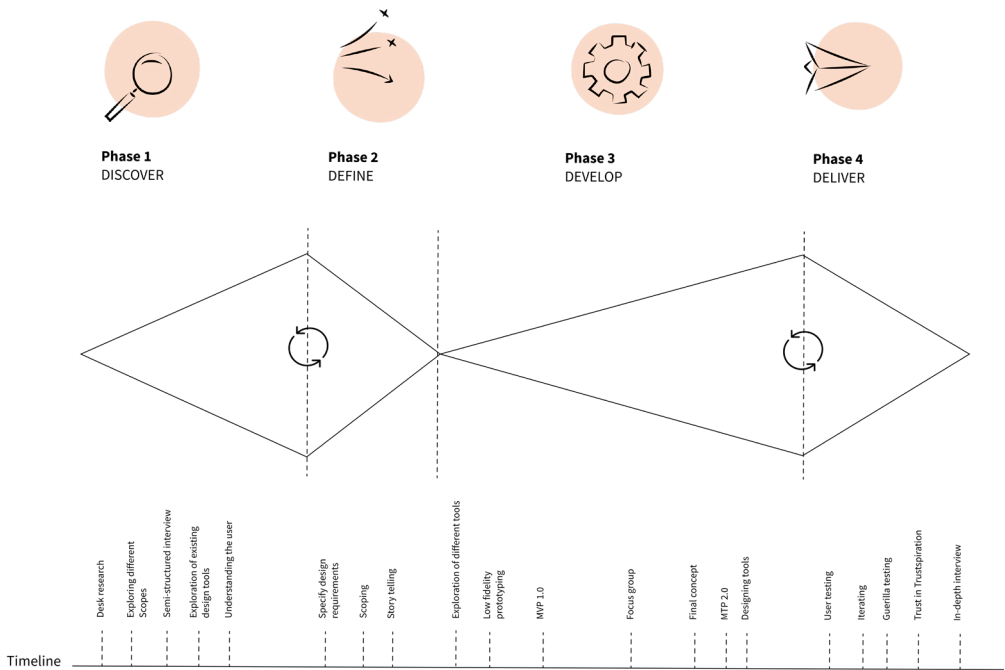 Phase 1
DISCOVER
Phase 2
DEFINE
Phase 3
DEVELOP
Phase 4
DELIVER
Desk research
Exploring different
Scopes
Semi-structured interview
Exploration of existing
design tools
Understanding the user
Specify design
requirements
Scoping
Story telling
Exploration of different tools
Low fidelity
prototyping
MVP 1.0
Focus group
Final concept
MTP 2.0
Designing tools
User testing
Iterating
Guerilla testing
Trust in Trustspiration
In-depth interview
Timeline